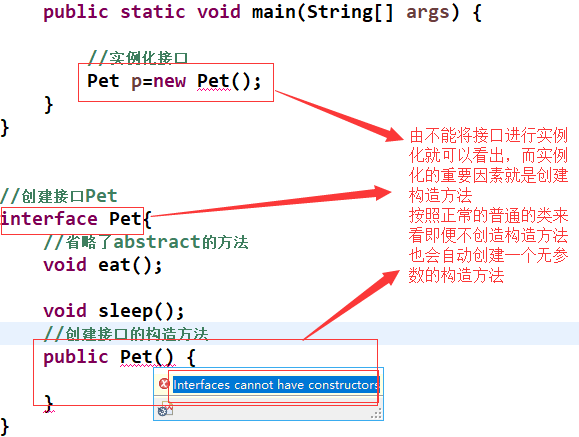 public static void main(String[] args) {
//实例化接口
Pet p=new Pet();
}
}
由不能将接口进行实例
化就可以看出，而实例
化的重要因素就是创建
构造方法
按照正常的普通的类来
看即便不创造构造方法
也会自动创建一个无参
数的构造方法
//创建接口Pet
interface Pet{
//省略了abstract的方法
void eat();
void sleep();
//创建接口的构造方法
public Pet() {
Interfaces cannot have constructors
}
}